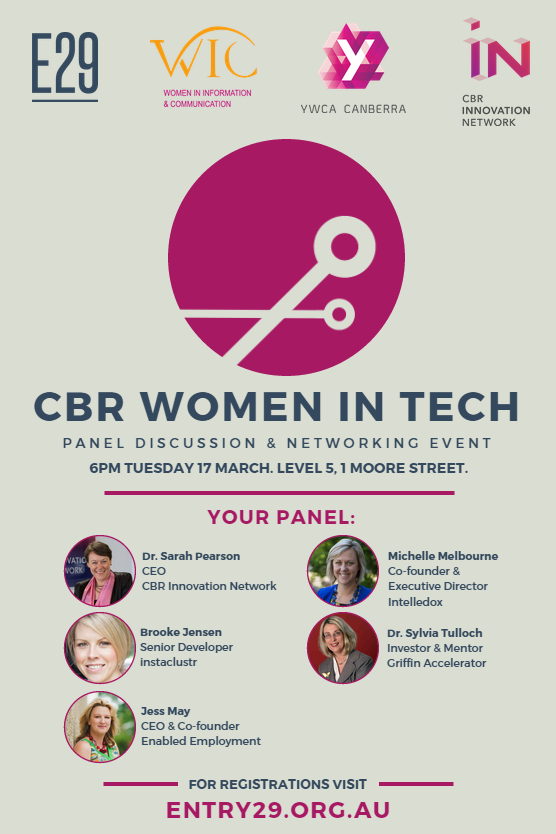 E29
WIC
WOMEN IN INFORMATION
& COMMUNICATION
Y
YWCA CANBERRA
iN
CBR
INNOVATION
NETWORK
CBR WOMEN IN TECH
PANEL DISCUSSION & NETWORKING EVENT
6PM TUESDAY 17 MARCH. LEVEL 5, 1 MOORE STREET.
YOUR PANEL:
Dr. Sarah Pearson
CEO
CBR Innovation Network
Michelle Melbourne
Co-founder &
Executive Director
Intelledox
Brooke Jensen
Senior Developer
instaclustr
Dr. Sylvia Tulloch
Investor & Mentor
Griffin Accelerator
Jess May
CEO & Co-founder
Enabled Employment
FOR REGISTRATIONS VISIT
ENTRY29.ORG.AU